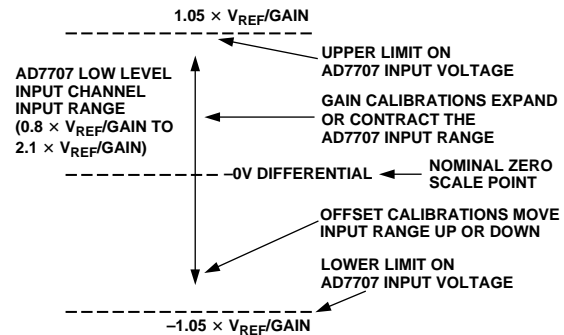 1.05 × VREF/GAIN
UPPER LIMIT ON
AD7707 INPUT VOLTAGE
AD7707 LOW LEVEL
INPUT CHANNEL
INPUT RANGE
(0.8 × VREF/GAIN TO
2.1 × VREF/GAIN)
GAIN CALIBRATIONS EXPAND
OR CONTRACT THE
AD7707 INPUT RANGE
–0V DIFFERENTIAL
NOMINAL ZERO
SCALE POINT
OFFSET CALIBRATIONS MOVE
INPUT RANGE UP OR DOWN
LOWER LIMIT ON
AD7707 INPUT VOLTAGE
–1.05 × VREF/GAIN